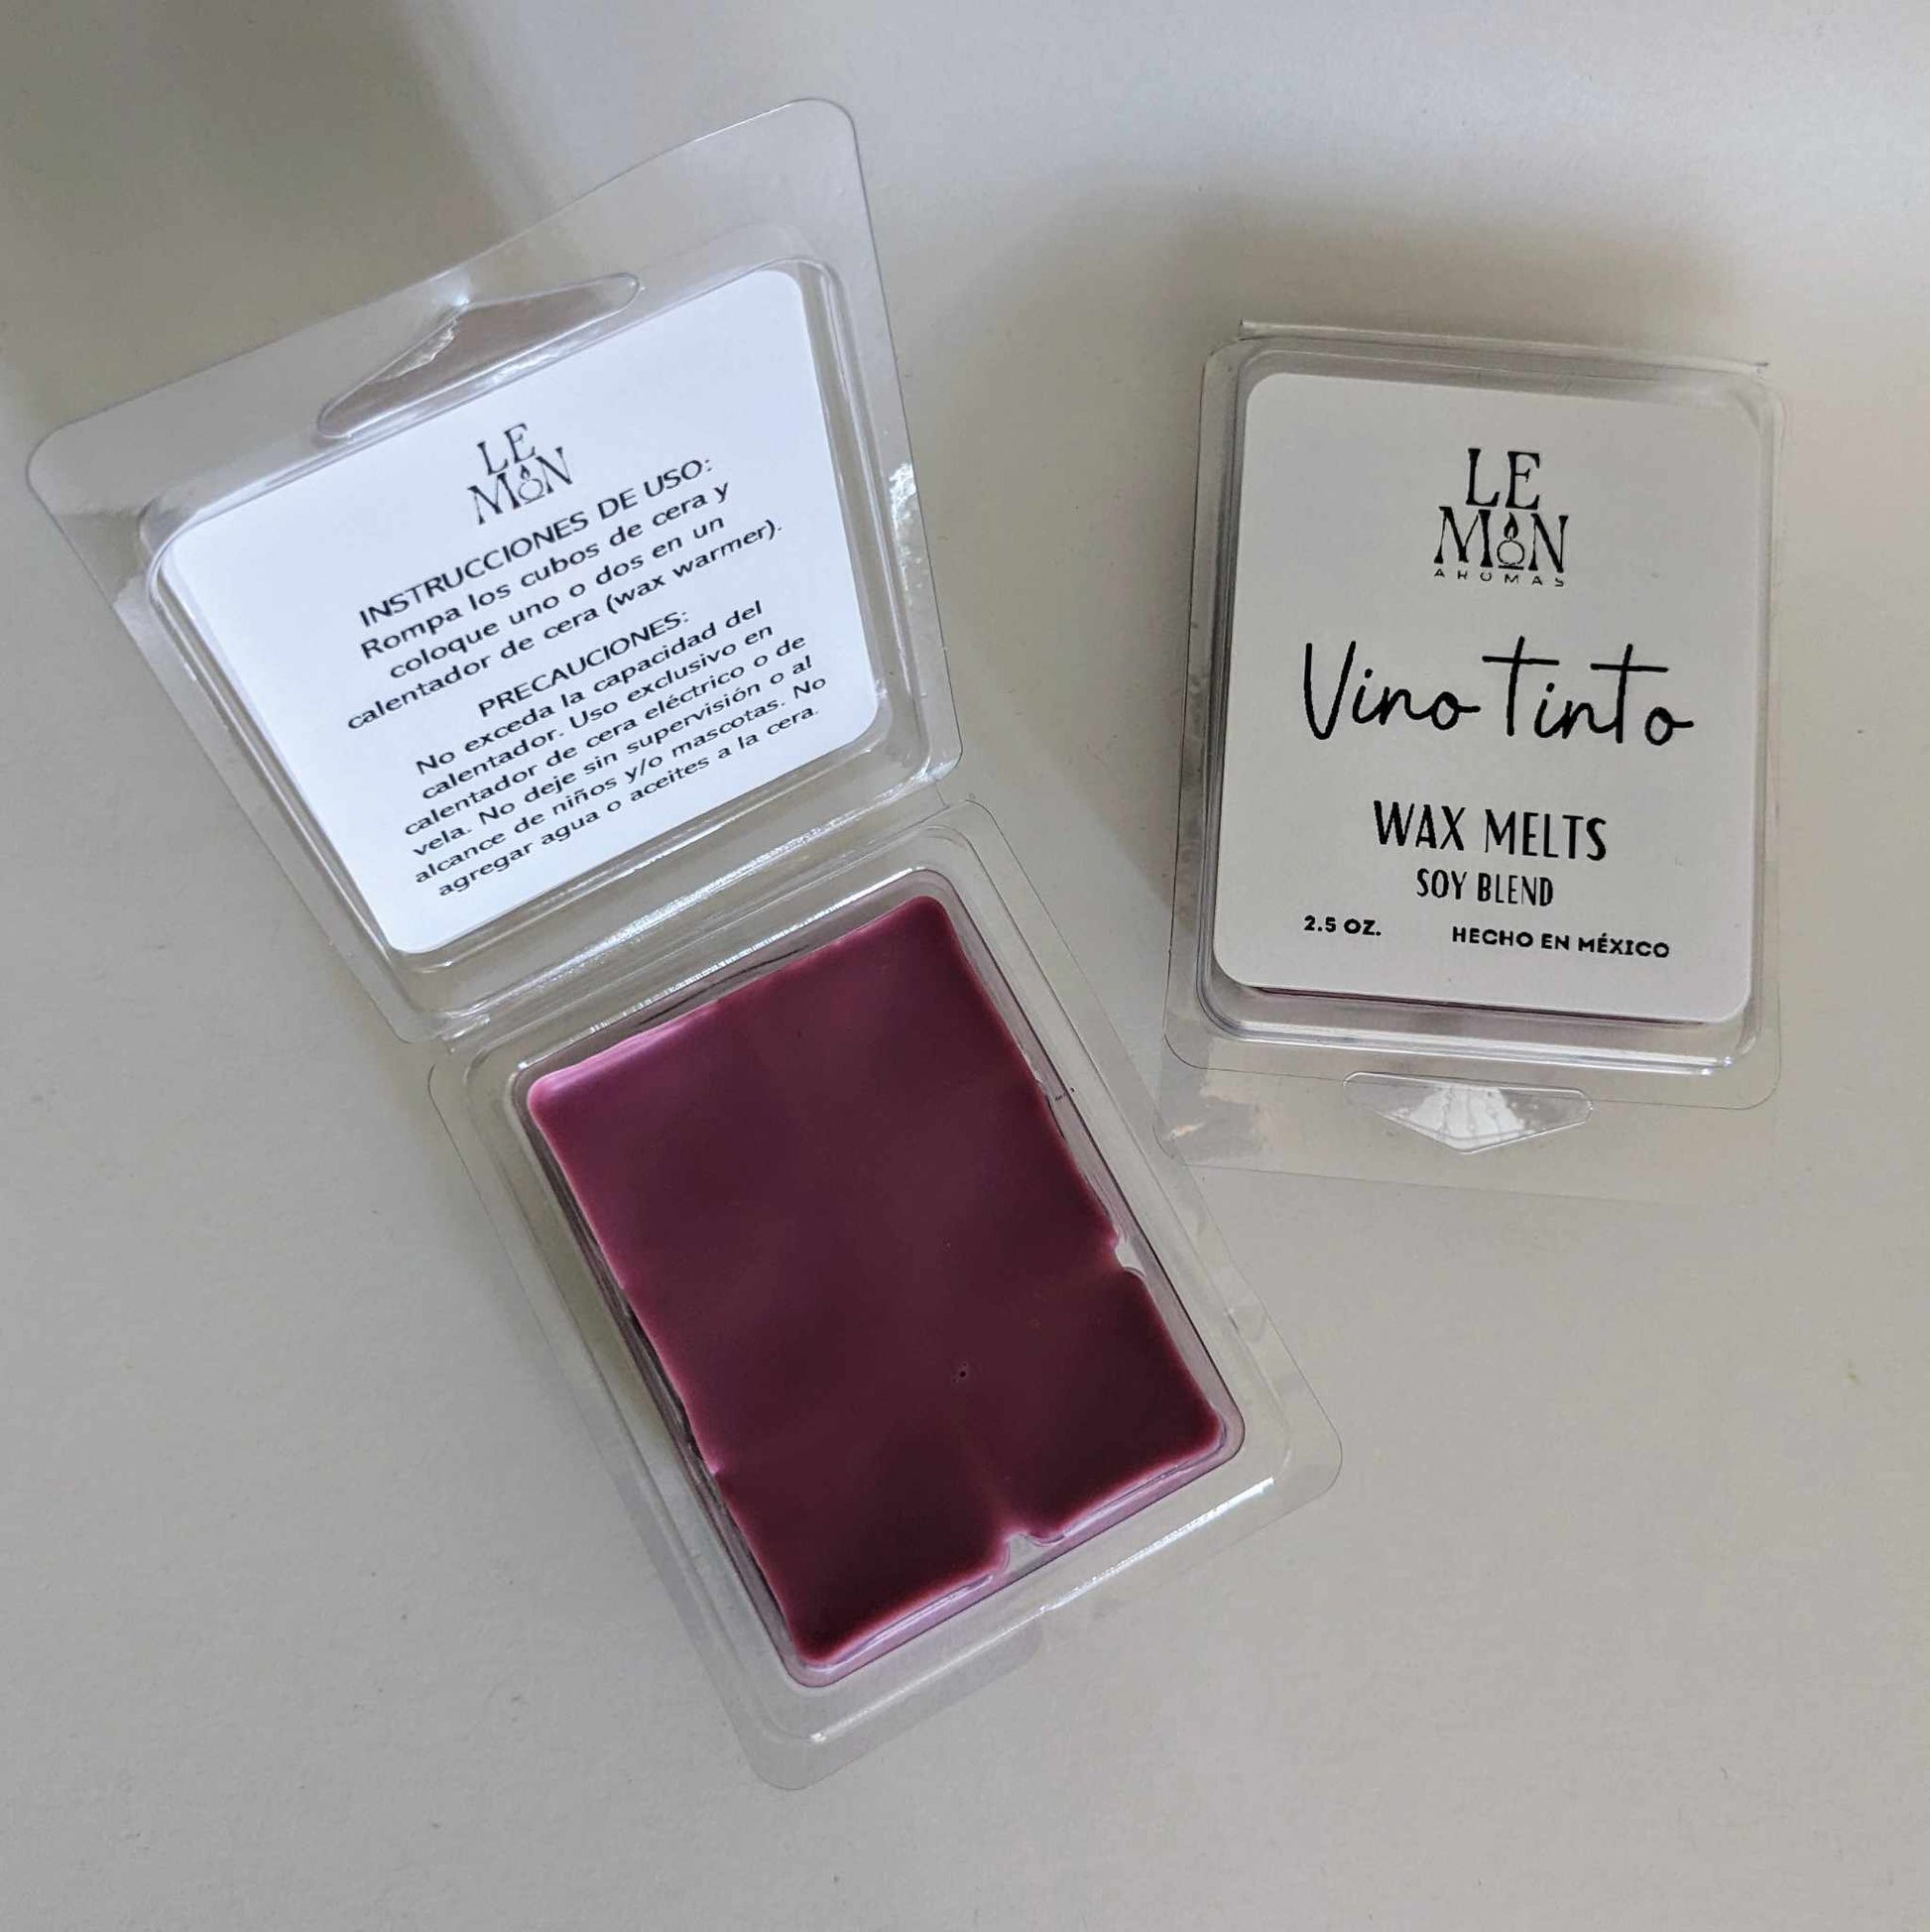 LE
MON
INSTRUCCIONES DE USO:
Rompa los cubos de cera y
coloque uno o dos en un
calentador de cera (wax warmer).
PRECAUCIONES:
No exceda la capacidad del
calentador. Uso exclusivo en
calentador de cera eléctrico o de
vela. No deje sin supervisión o al
alcance de niños y/o mascotas. No
agregar agua o aceites a la cera.
LE
MON
AROMAS
Vino Tinto
WAX MELTS
SOY BLEND
2.5 OZ. HECHO EN MÉXICO